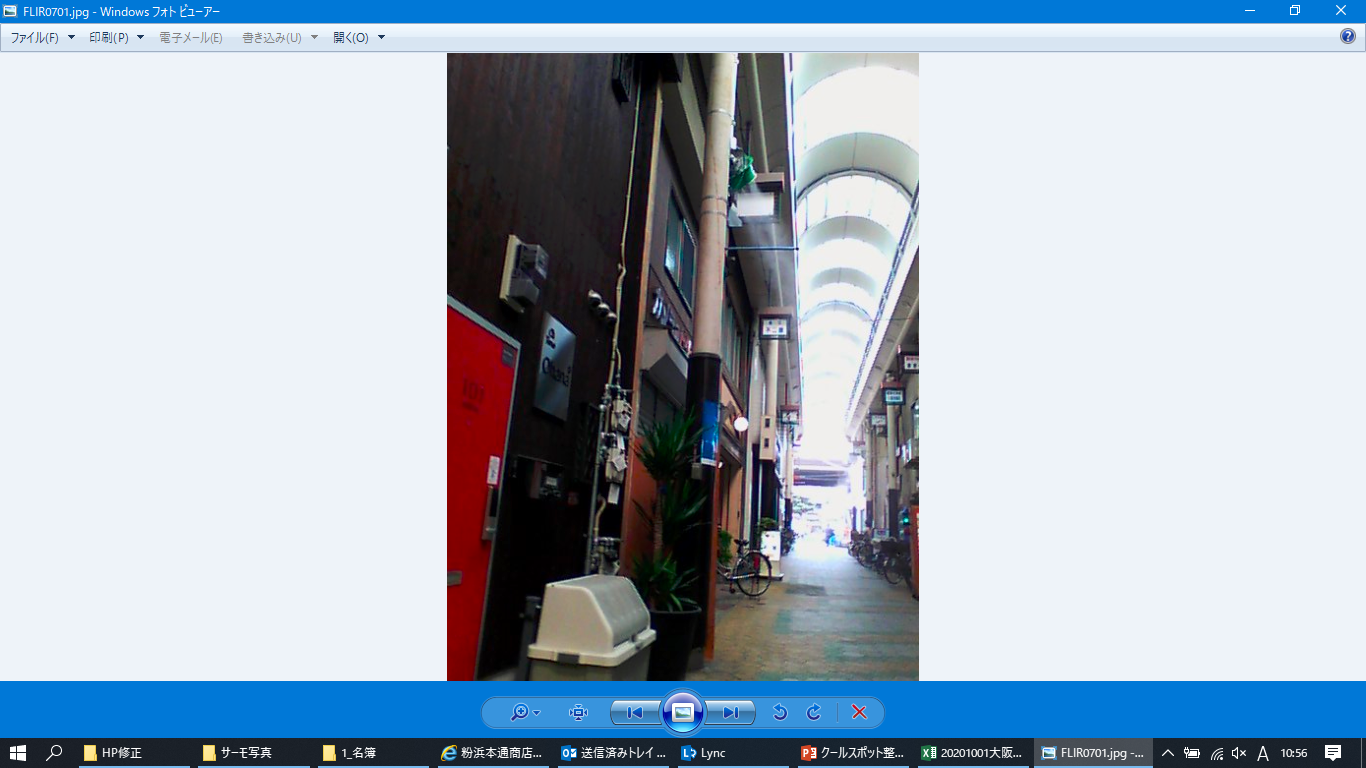 FLIR0701.jpg - Windows フォト ビューアー
ファイル(F)
印刷(P)
電子メール(E)
書き込み(U)
開く(O)
Ohana
HP修正
サーモ写真
1_名簿
粉浜本通商店...
送信済みトレイ ...
Lync
クールスポット整...
20201001大阪...
FLIR0701.jpg -...
A
10:56